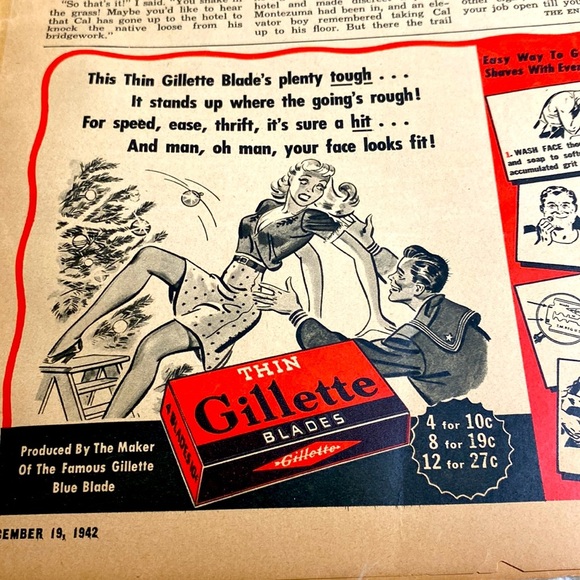 "So that's it!" I said. "You snake in
the grass! Maybe you'd like to hear
that Cal has gone up to the hotel to
knock the native loose from his
bridgework."
hotel and made
Montezuma had been in, and an ele-
vator boy remembered taking Cal
up to his floor. But there the trail
your job open till you
THE EN
This Thin Gillette Blade's plenty tough . . .
It stands up where the going's rough!
For speed, ease, thrift, it's sure a hit . . .
And man, oh man, your face looks fit!
THIN
Gillette
BLADES
Gillette
4 for 10c
8 for 19c
12 for 27c
Produced By The Maker
Of The Famous Gillette
Blue Blade
Easy Way To G
Shaves With Ever
1. WASH FACE tho
and soap to soft
accumulated grit
CEMBER 19, 1942